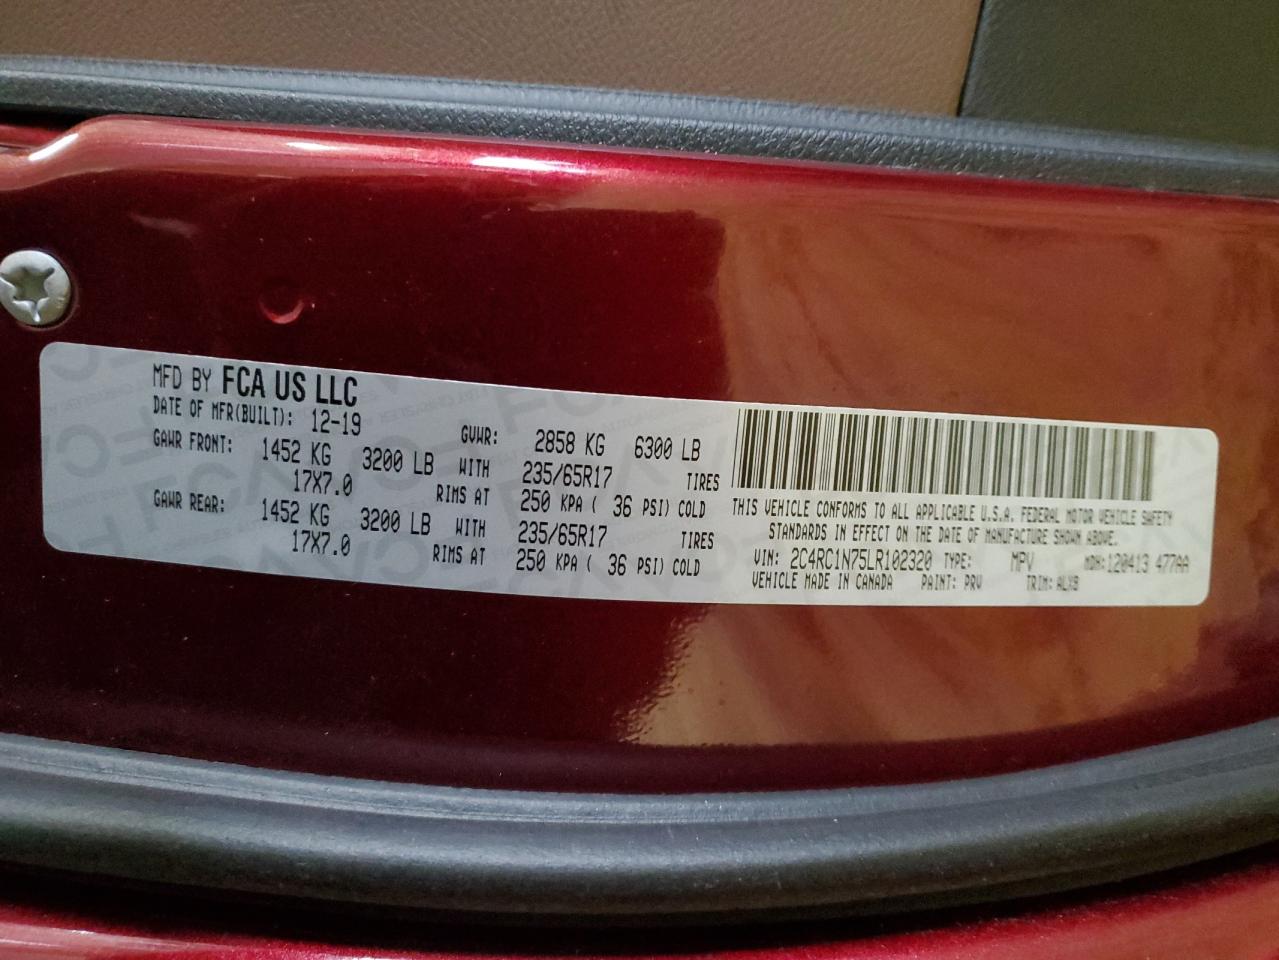 MFD BY FCA US LLC
DATE OF MFR(BUILT): 12-19 GVWR: 2858 KG 6300 LB
GAWR FRONT: 1452 KG 3200 LB WITH 235/65R17 TIRES
17X7.0 RIMS AT 250 KPA ( 36 PSI) COLD
GAWR REAR: 1452 KG 3200 LB WITH 235/65R17 TIRES
17X7.0 RIMS AT 250 KPA ( 36 PSI) COLD
THIS VEHICLE CONFORMS TO ALL APPLICABLE U.S.A. FEDERAL MOTOR VEHICLE SAFETY
STANDARDS IN EFFECT ON THE DATE OF MANUFACTURE SHOWN ABOVE.
VIN: 2C4RC1N75LR102320 TYPE: MPV MDH:120413 477AA
VEHICLE MADE IN CANADA PAINT: PRV TRIM: ALX9